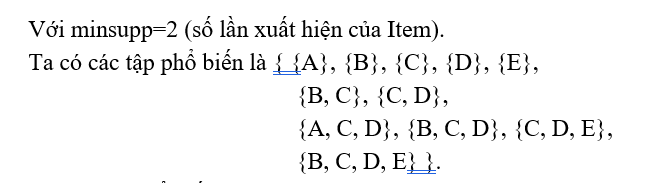 Với minsupp=2 (số lần xuất hiện của Item).
Ta có các tập phổ biến là { {A}, {B}, {C}, {D}, {E},
{B, C}, {C, D},
{A, C, D}, {B, C, D}, {C, D, E},
{B, C, D, E} }.